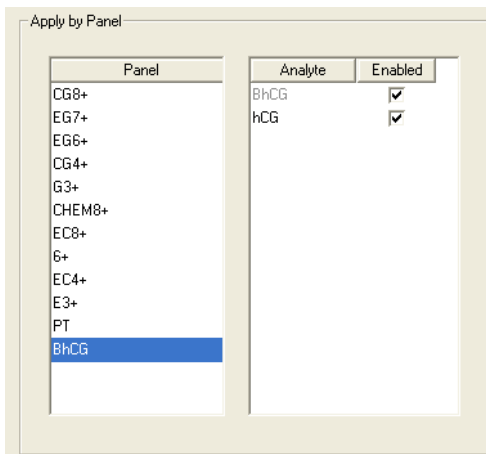 Apply by Panel
Panel
CG8+
EG7+
EG6+
CG4+
G3+
CHEM8+
EC8+
6+
EC4+
E3+
PT
BhCG
Analyte Enabled
BhCG
hCG